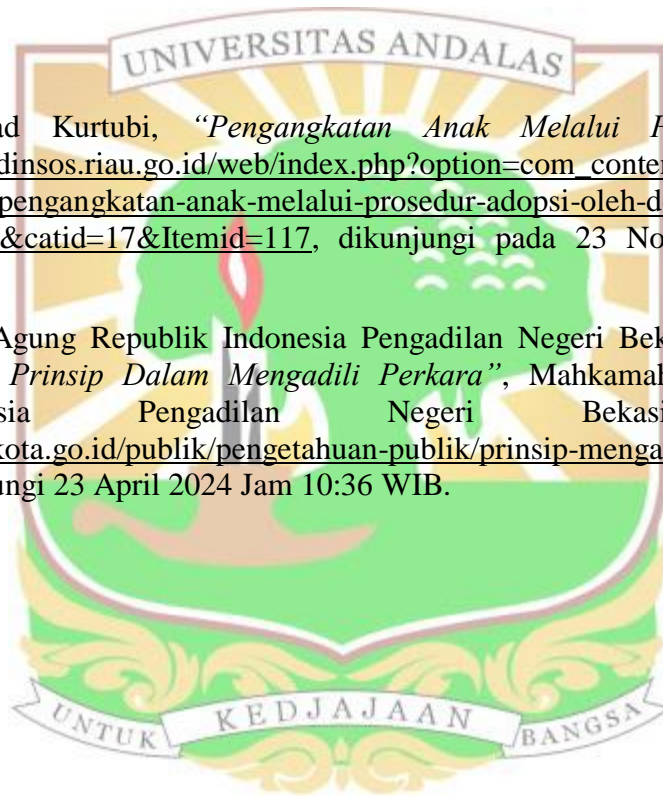 UNIVERSITAS ANDALAS
ad Kurtubi, “Pengangkatan Anak Melalui P
dinsos.riau.go.id/web/index.php?option=com_conten
pengangkatan-anak-melalui-prosedur-adopsi-oleh-d
&catid=17&Itemid=117, dikunjungi pada 23 No
Agung Republik Indonesia Pengadilan Negeri Bek
Prinsip Dalam Mengadili Perkara”, Mahkamah
sia Pengadilan Negeri Bekasi
kota.go.id/publik/pengetahuan-publik/prinsip-menga
ungi 23 April 2024 Jam 10:36 WIB.
UNTUK KEDJAJAAN BANGSA